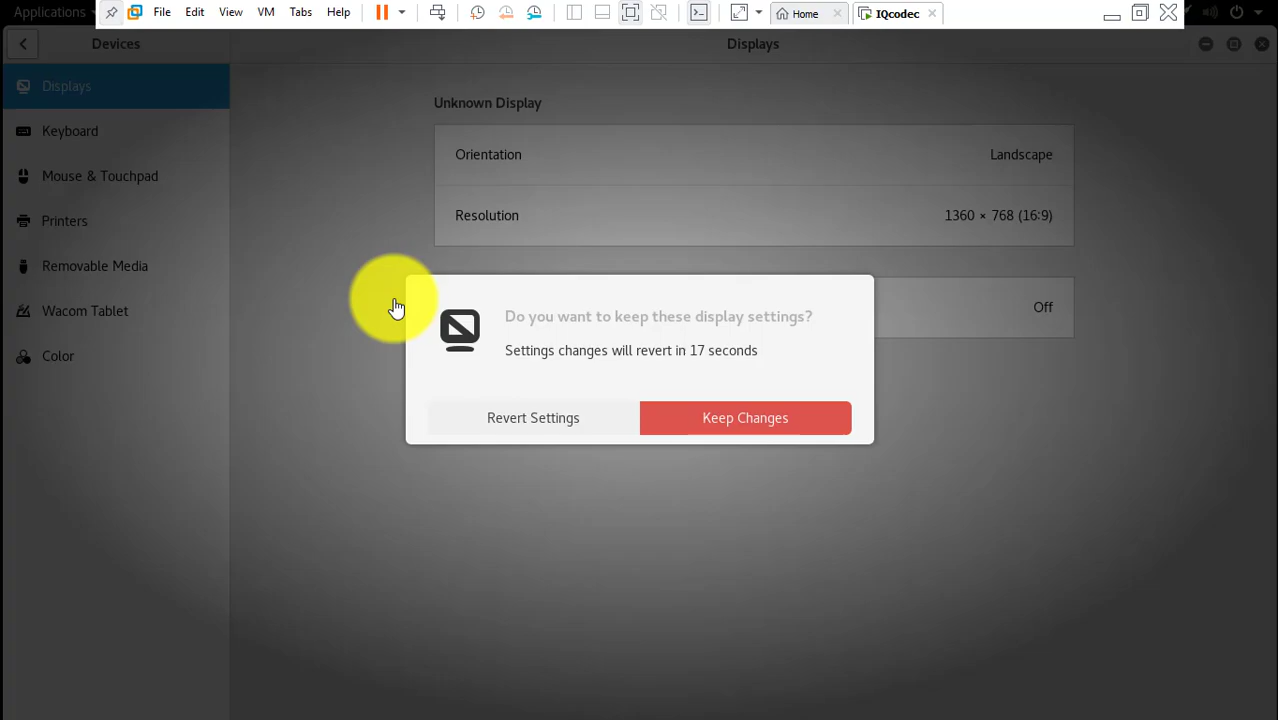 Applications
File Edit View VM Tabs Help
Home
IQcodec
Devices
Displays
Displays
Keyboard
Mouse & Touchpad
Printers
Removable Media
Wacom Tablet
Color
Unknown Display
Orientation Landscape
Resolution 1360 × 768 (16:9)
Off
Do you want to keep these display settings?
Settings changes will revert in 17 seconds
Revert Settings Keep Changes